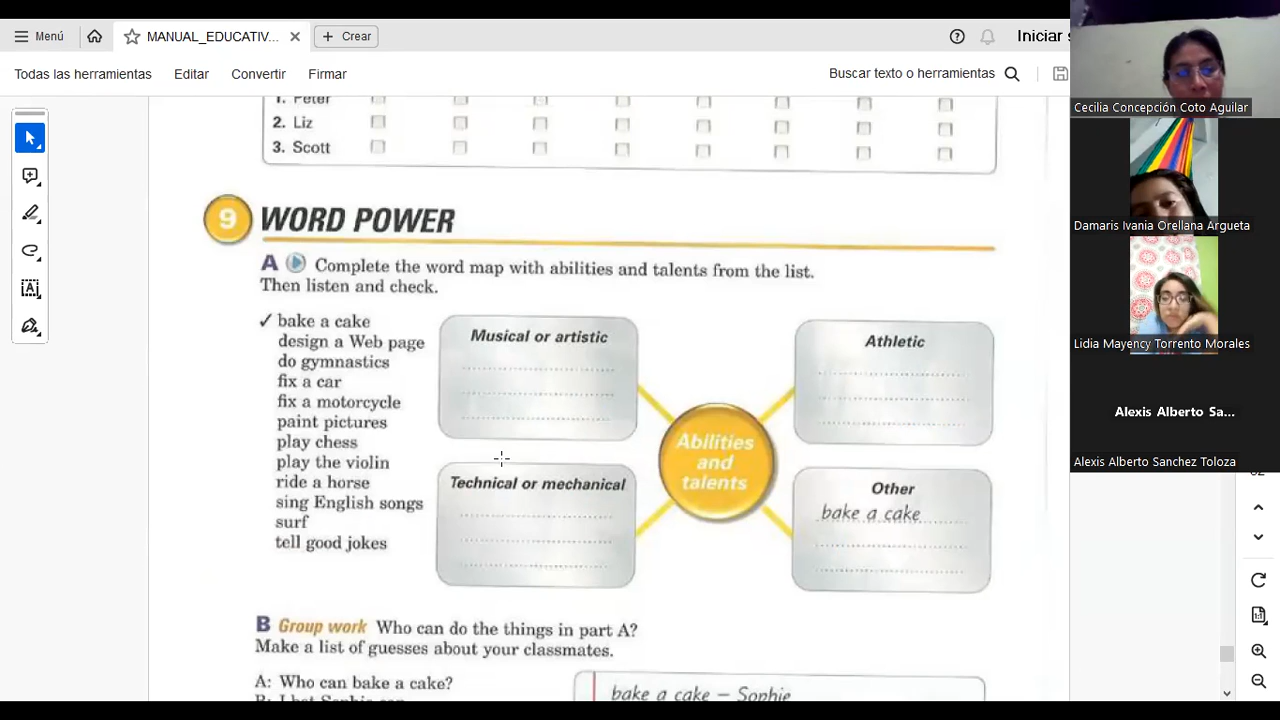 Menú
MANUAL_EDUCATIV...
Crear
Iniciar s
Todas las herramientas
Editar
Convertir
Firmar
Buscar texto o herramientas
1. Peter
2. Liz
3. Scott
9 WORD POWER
A Complete the word map with abilities and talents from the list.
Then listen and check.
✓ bake a cake
design a Web page
do gymnastics
fix a car
fix a motorcycle
paint pictures
play chess
play the violin
ride a horse
sing English songs
surf
tell good jokes
Musical or artistic
Athletic
Abilities
and
talents
Technical or mechanical
Other
bake a cake
B Group work Who can do the things in part A?
Make a list of guesses about your classmates.
A: Who can bake a cake?
B: I bet Sophie can.
bake a cake – Sophie
Cecilia Concepción Coto Aguilar
Damaris Ivania Orellana Argueta
Lidia Mayency Torrento Morales
Alexis Alberto Sa...
Alexis Alberto Sanchez Toloza